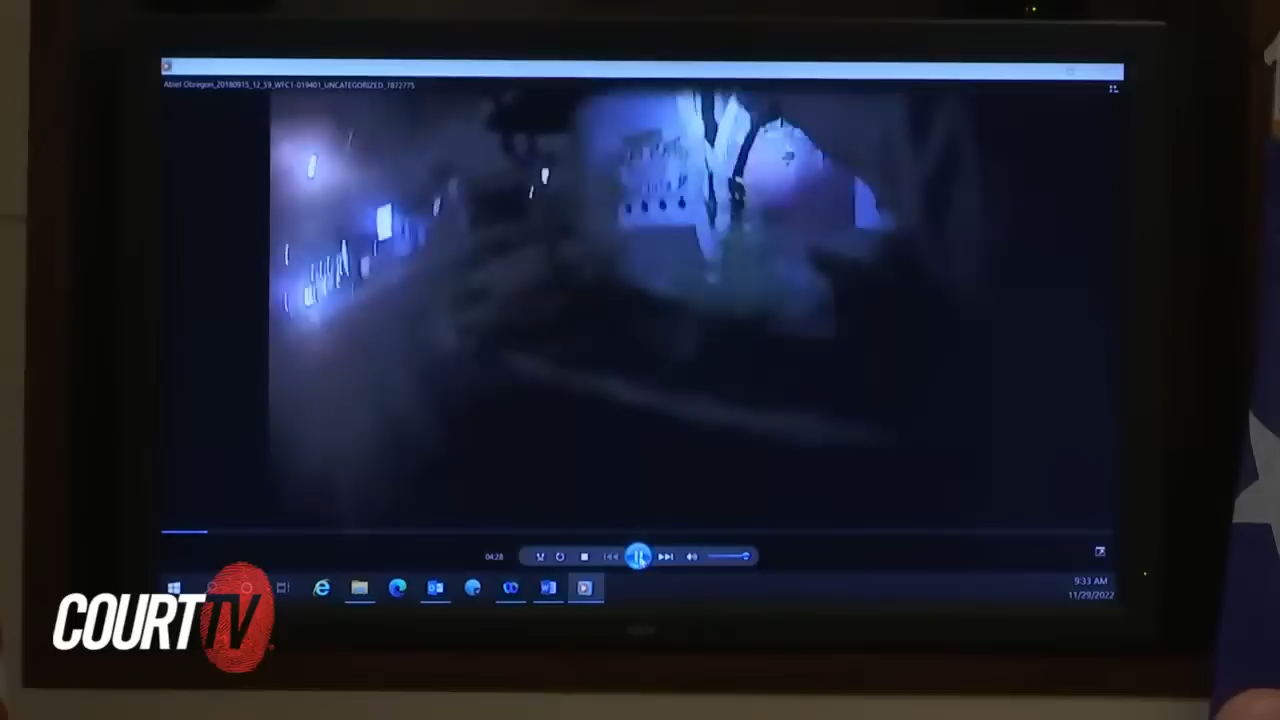 Abiel Obregon_20180915_12_59_WFC1-019401_UNCATEGORIZED_7872775
04:28
9:33 AM
11/29/2022
COURT TV